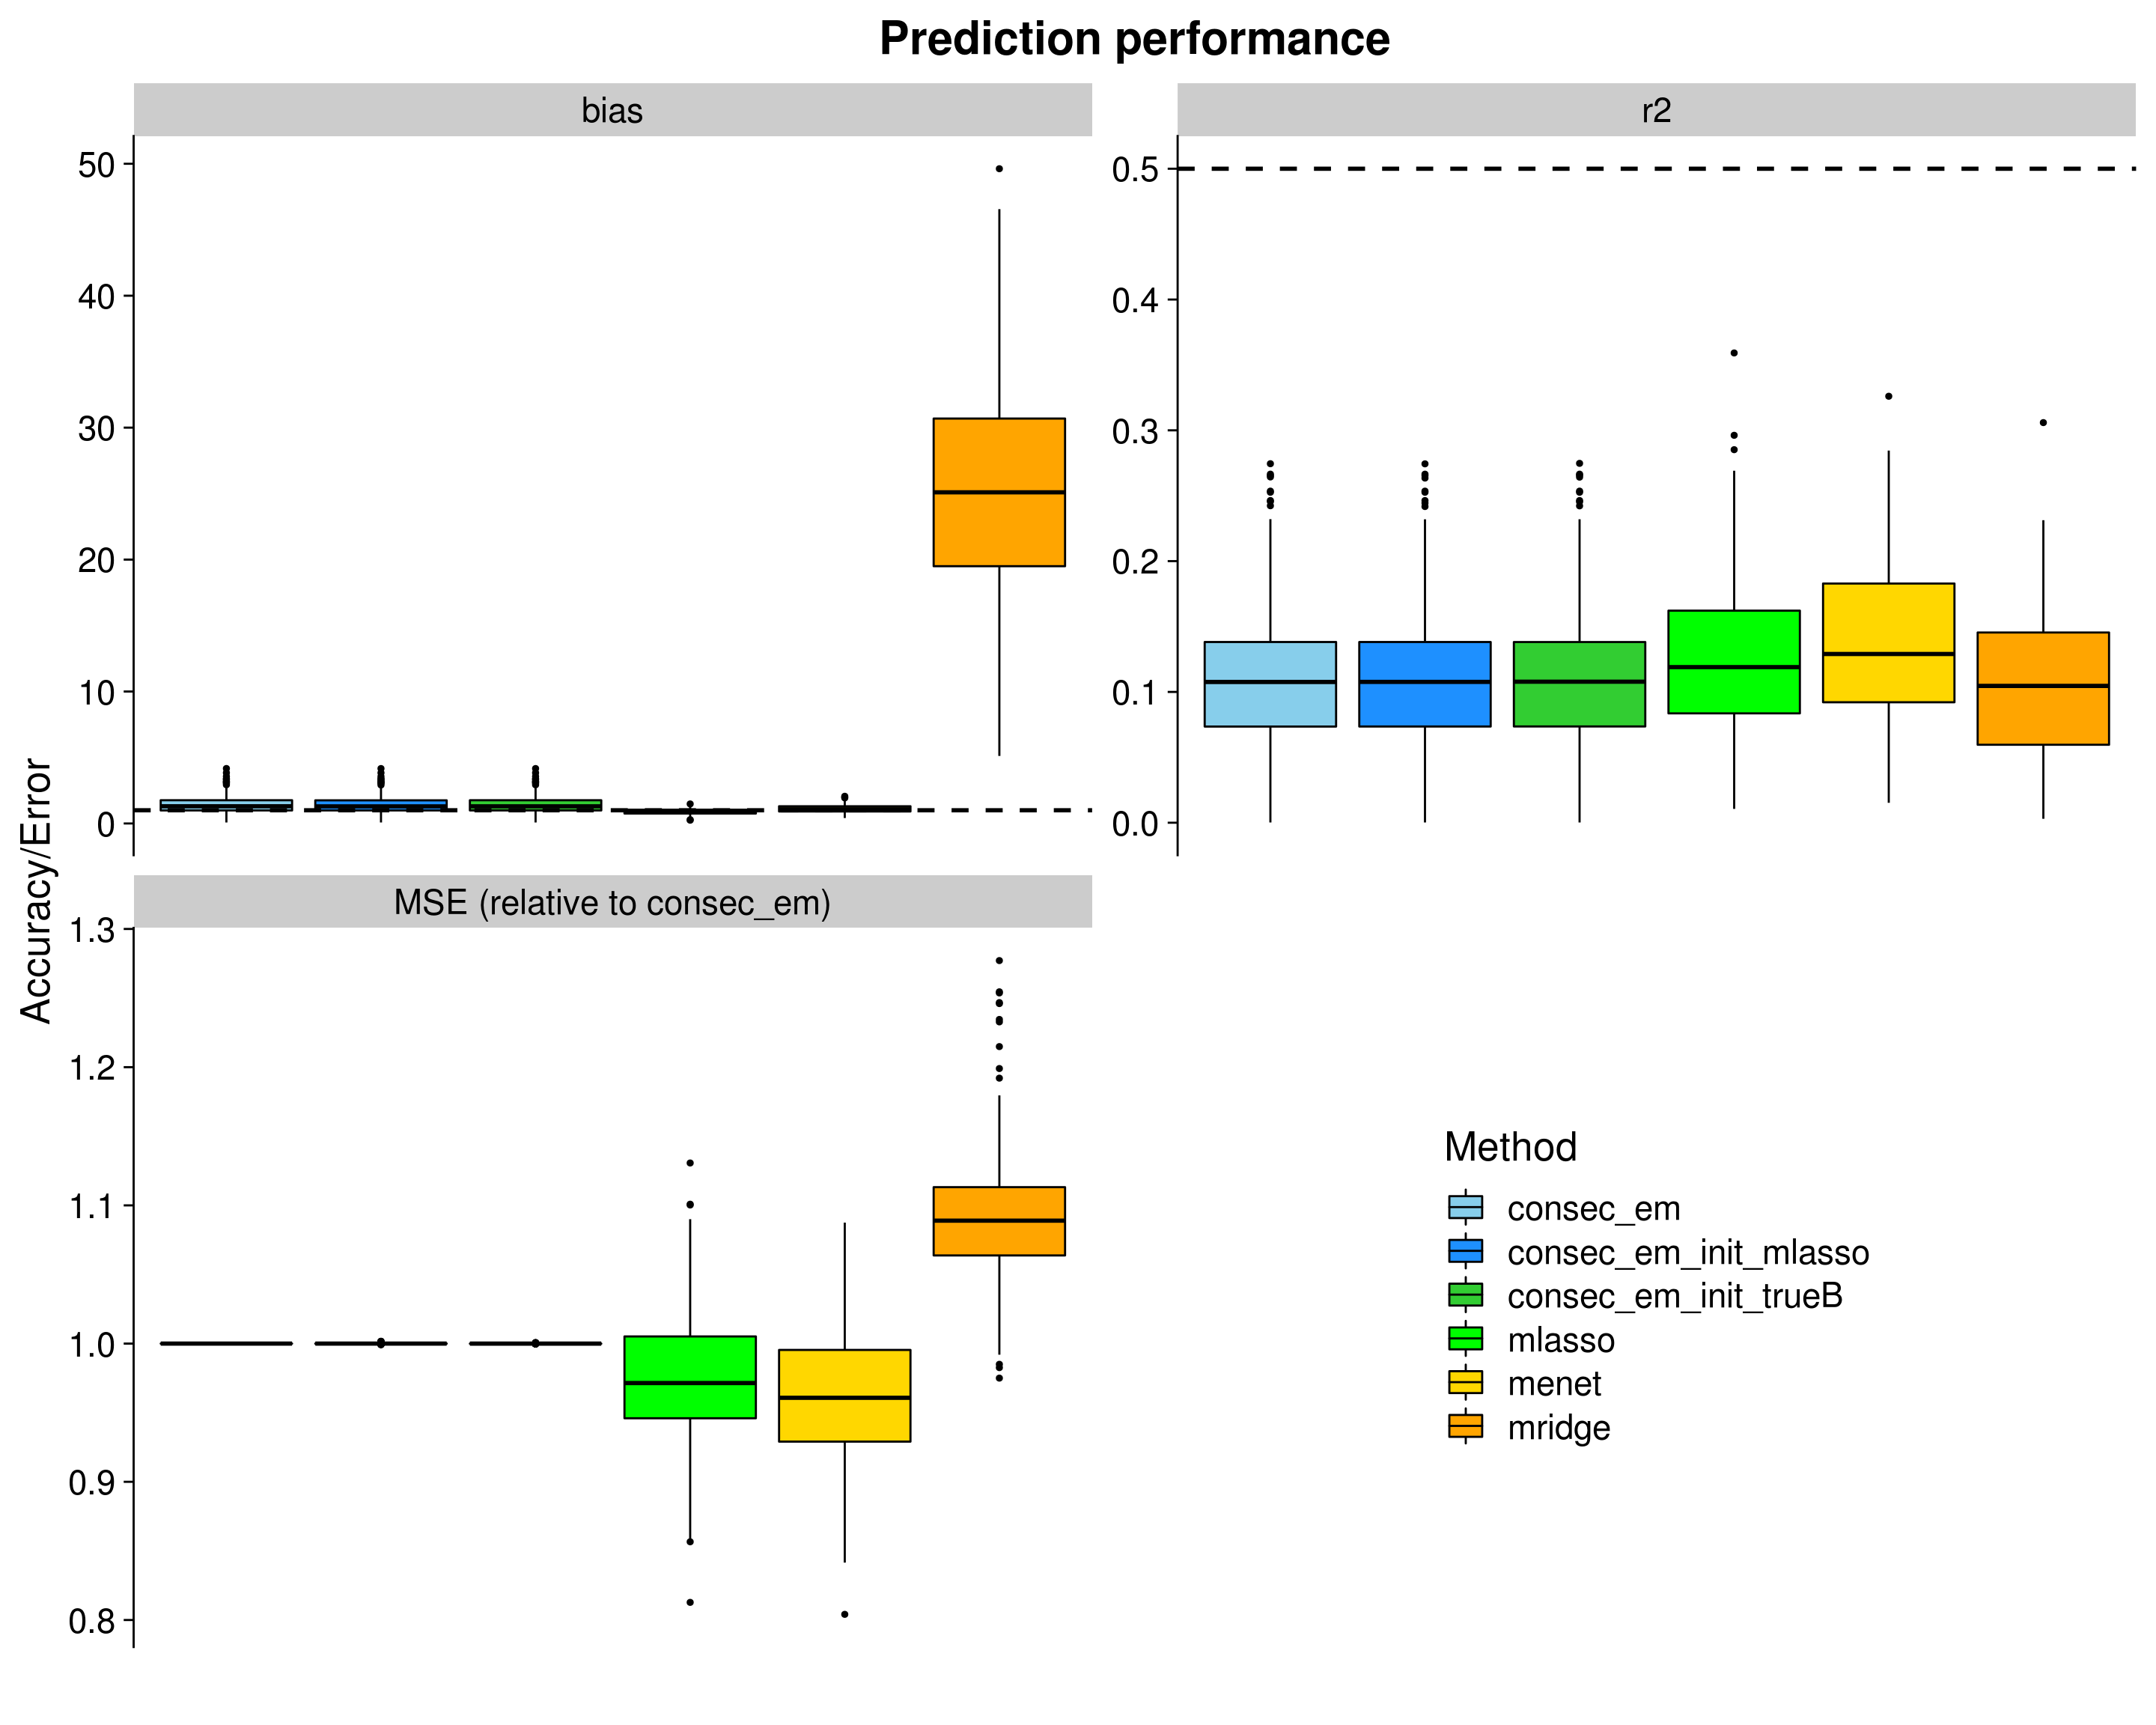 Prediction performance
bias
r2
50
40
30
20
10
0
0.5
0.4
0.3
0.2
0.1
0.0
Accuracy/Error
MSE (relative to consec_em)
1.3
1.2
1.1
1.0
0.9
0.8
Method
consec_em
consec_em_init_mlasso
consec_em_init_trueB
mlasso
menet
mridge